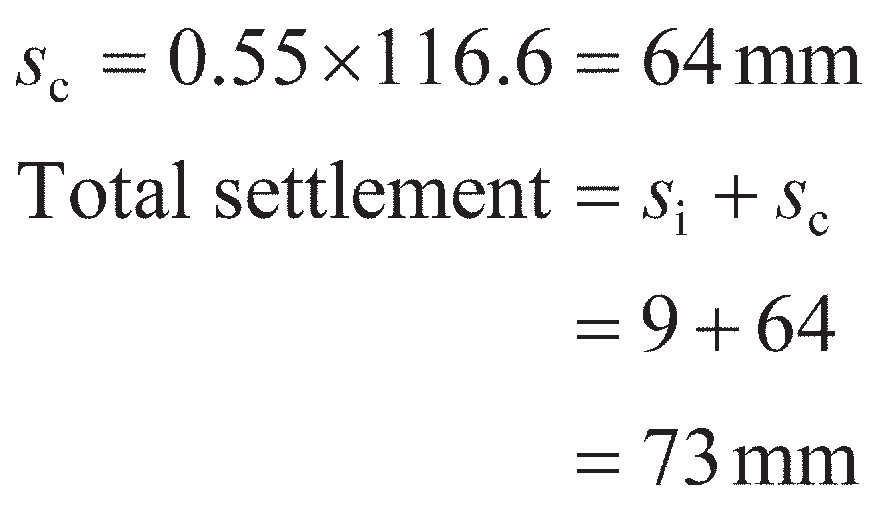 s_c = 0.55×116.6 = 64 mm
Total settlement = s_i + s_c
= 9 + 64
= 73 mm